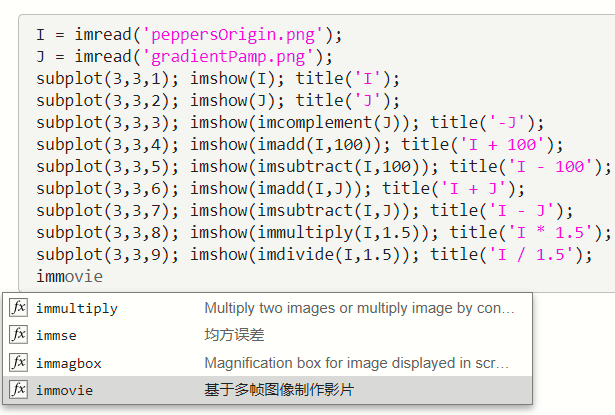 I = imread('peppersOrigin.png');
J = imread('gradientPamp.png');
subplot(3,3,1); imshow(I); title('I');
subplot(3,3,2); imshow(J); title('J');
subplot(3,3,3); imshow(imcomplement(J)); title('-J');
subplot(3,3,4); imshow(imadd(I,100)); title('I + 100');
subplot(3,3,5); imshow(imsubtract(I,100)); title('I - 100');
subplot(3,3,6); imshow(imadd(I,J)); title('I + J');
subplot(3,3,7); imshow(imsubtract(I,J)); title('I - J');
subplot(3,3,8); imshow(immultiply(I,1.5)); title('I * 1.5');
subplot(3,3,9); imshow(imdivide(I,1.5)); title('I / 1.5');
immovie
fx immultiply Multiply two images or multiply image by con...
fx immse 均方误差
fx immagbox Magnification box for image displayed in scr...
fx immovie 基于多帧图像制作影片